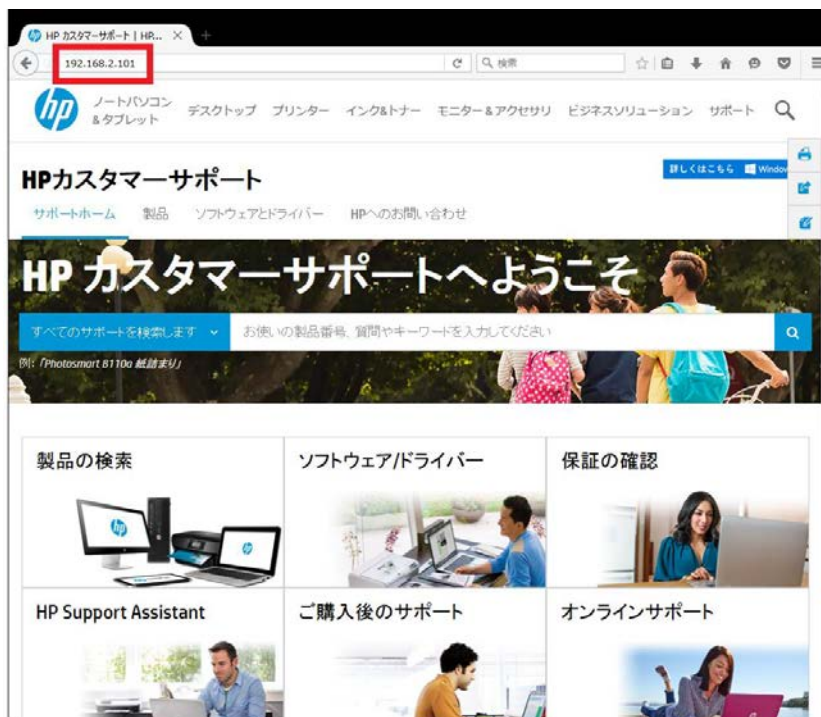 HP カスタマーサポート | HP...
192.168.2.101
検索
hp
ノートパソコン
&タブレット
デスクトップ プリンター インク&トナー モニター&アクセサリ ビジネスソリューション サポート
詳しくはこちら Window
HPカスタマーサポート
サポートホーム 製品 ソフトウェアとドライバー HPへのお問い合わせ
HP カスタマーサポートへようこそ
すべてのサポートを検索します お使いの製品番号、質問やキーワードを入力してください
例:「Photosmart B110a 紙詰まり」
製品の検索 ソフトウェア/ドライバー 保証の確認
HP Support Assistant ご購入後のサポート オンラインサポート